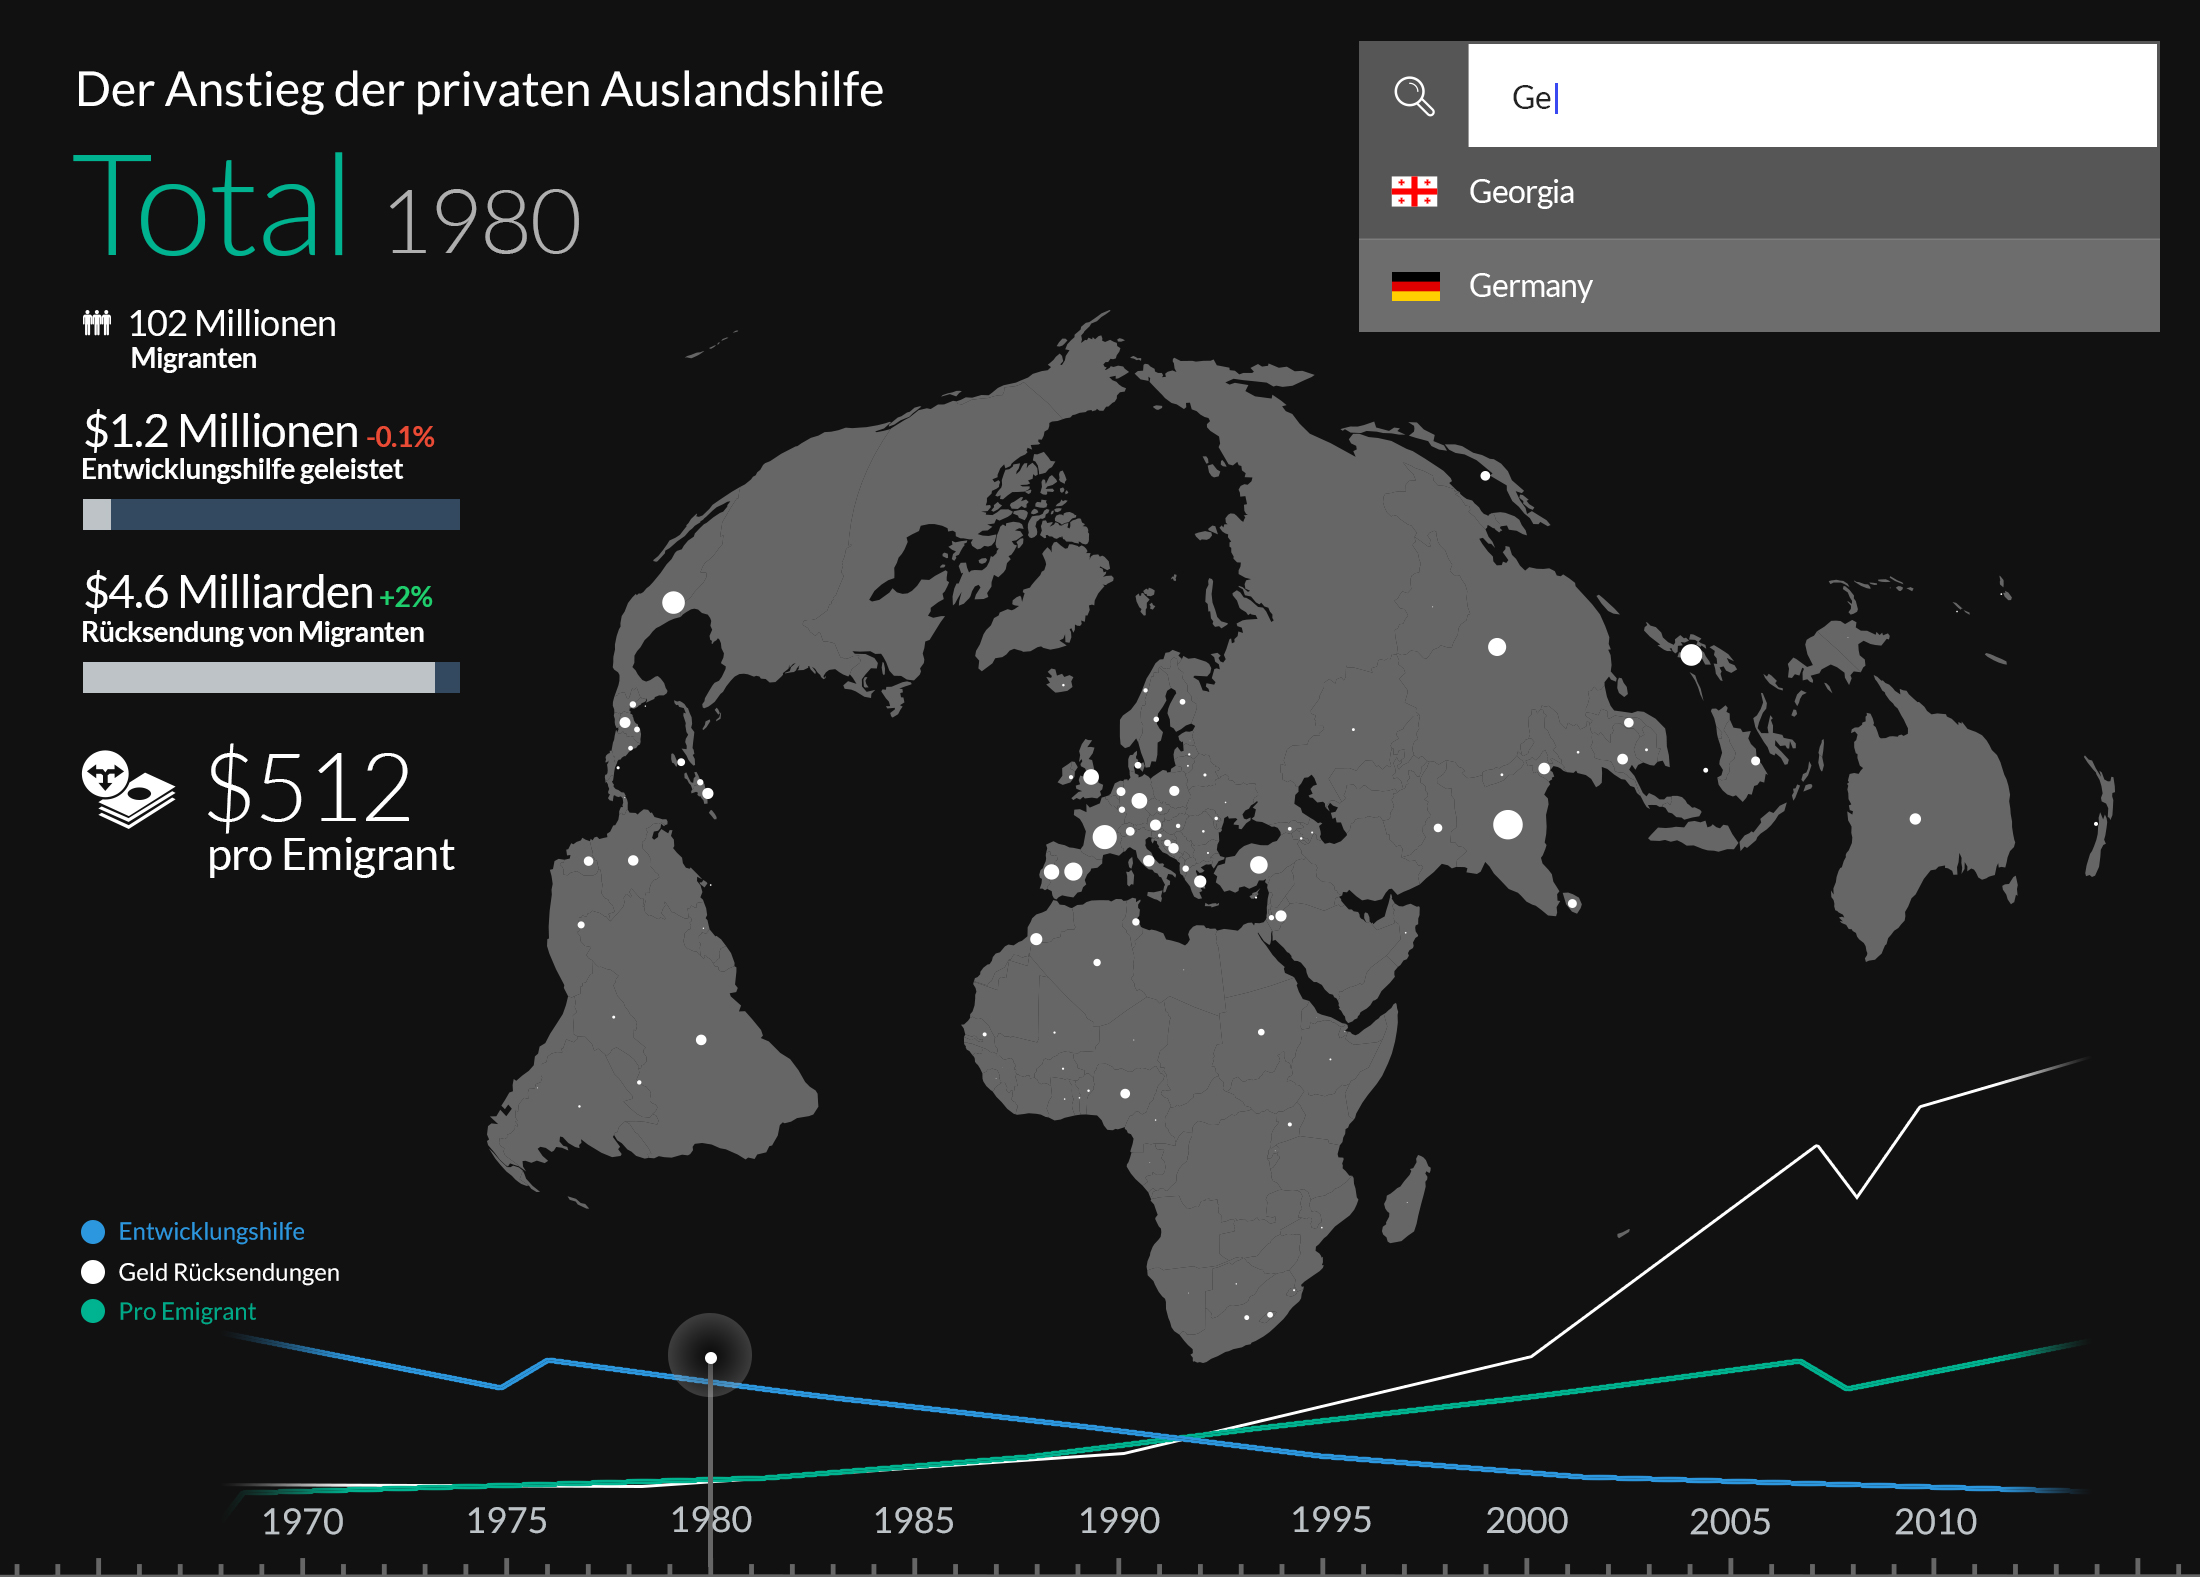 Der Anstieg der privaten Auslandshilfe
Total 1980
Ge
Georgia
Germany
102 Millionen
Migranten
$1.2 Millionen -0.1%
Entwicklungshilfe geleistet
$4.6 Milliarden +2%
Rücksendung von Migranten
$512
pro Emigrant
Entwicklungshilfe
Geld Rücksendungen
Pro Emigrant
1970 1975 1980 1985 1990 1995 2000 2005 2010